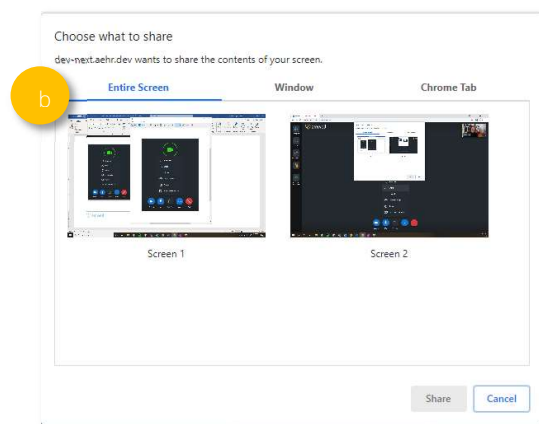 Choose what to share
dev-next.aehr.dev wants to share the contents of your screen.
b
Entire Screen
Window
Chrome Tab
Screen 1
Screen 2
Share
Cancel